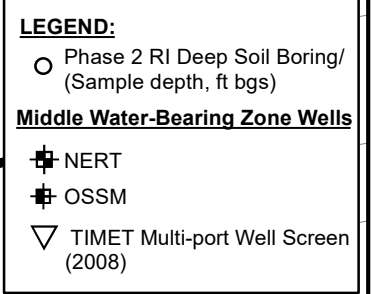 LEGEND:
Phase 2 RI Deep Soil Boring/
(Sample depth, ft bgs)
Middle Water-Bearing Zone Wells
NERT
OSSM
TIMET Multi-port Well Screen
(2008)